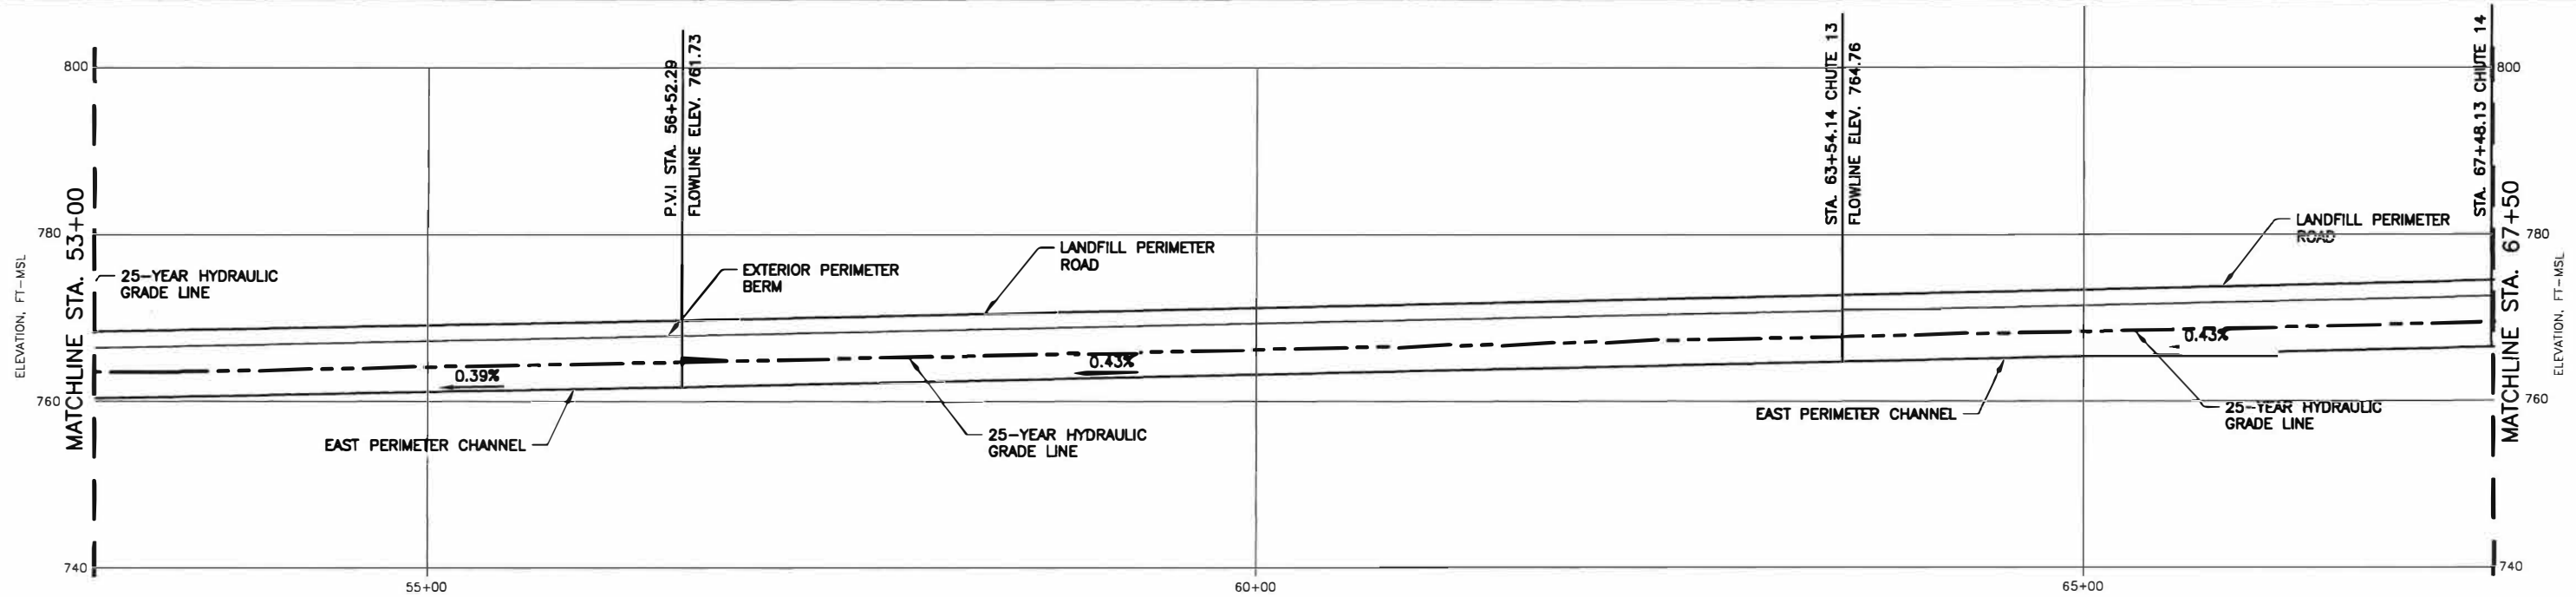 800
780
760
740
ELEVATION, FT-MSL
MATCHLINE STA. 53+00
25-YEAR HYDRAULIC
GRADE LINE
P.V.I STA. 56+52.29
FLOWLINE ELEV. 761.73
EXTERIOR PERIMETER
BERM
LANDFILL PERIMETER
ROAD
0.39%
EAST PERIMETER CHANNEL
0.43%
25-YEAR HYDRAULIC
GRADE LINE
STA. 63+54.14 CHUTE 13
FLOWLINE ELEV. 764.76
LANDFILL PERIMETER
ROAD
0.43%
EAST PERIMETER CHANNEL
25-YEAR HYDRAULIC
GRADE LINE
STA. 67+48.13 CHUTE 14
MATCHLINE STA. 67+50
800
780
760
740
ELEVATION, FT-MSL
55+00
60+00
65+00